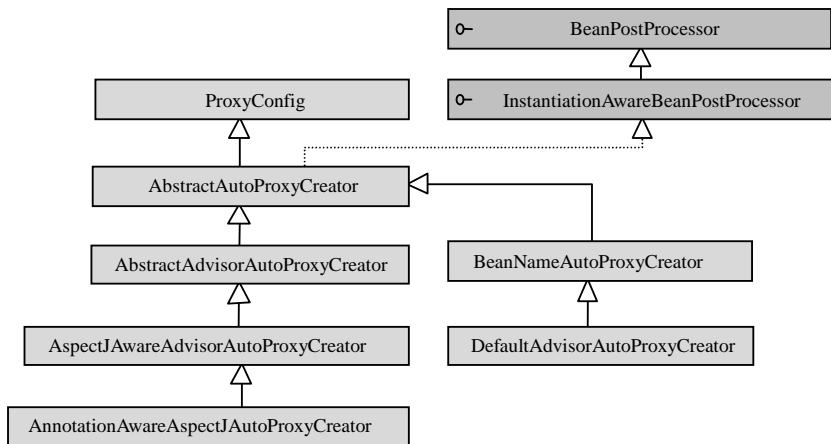 BeanPostProcessor
ProxyConfig
InstantiationAwareBeanPostProcessor
AbstractAutoProxyCreator
AbstractAdvisorAutoProxyCreator
BeanNameAutoProxyCreator
AspectJAwareAdvisorAutoProxyCreator
DefaultAdvisorAutoProxyCreator
AnnotationAwareAspectJAutoProxyCreator